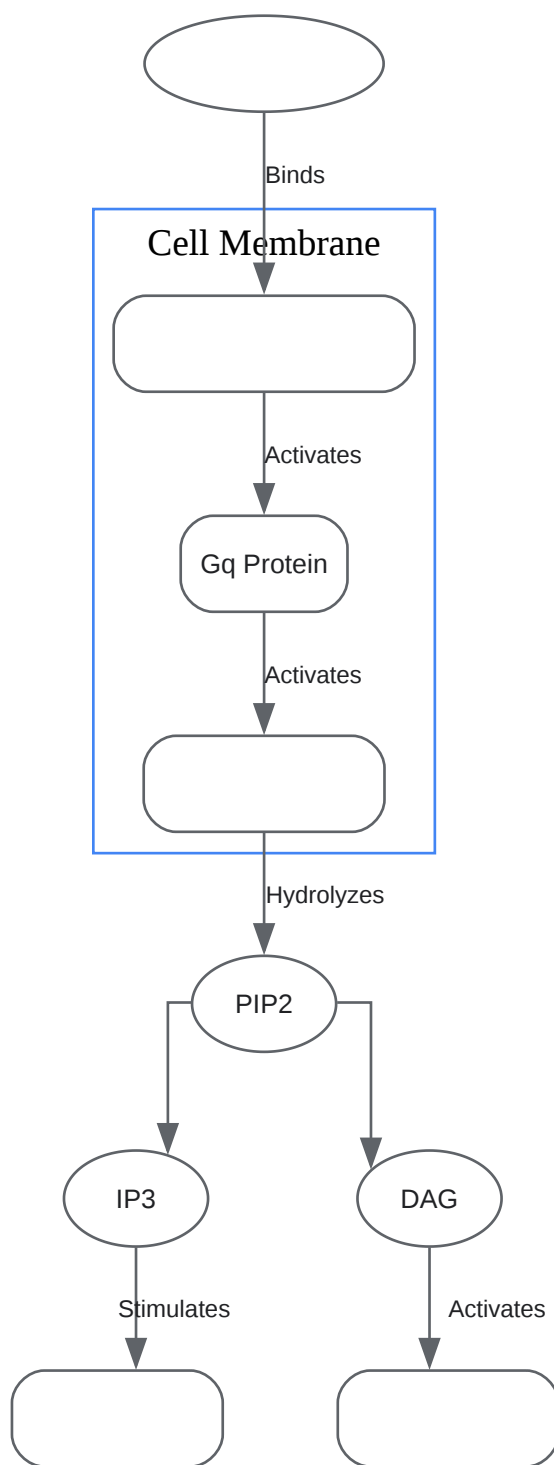 Binds
Cell Membrane
Activates
Gq Protein
Activates
Hydrolyzes
PIP2
IP3
DAG
Stimulates
Activates